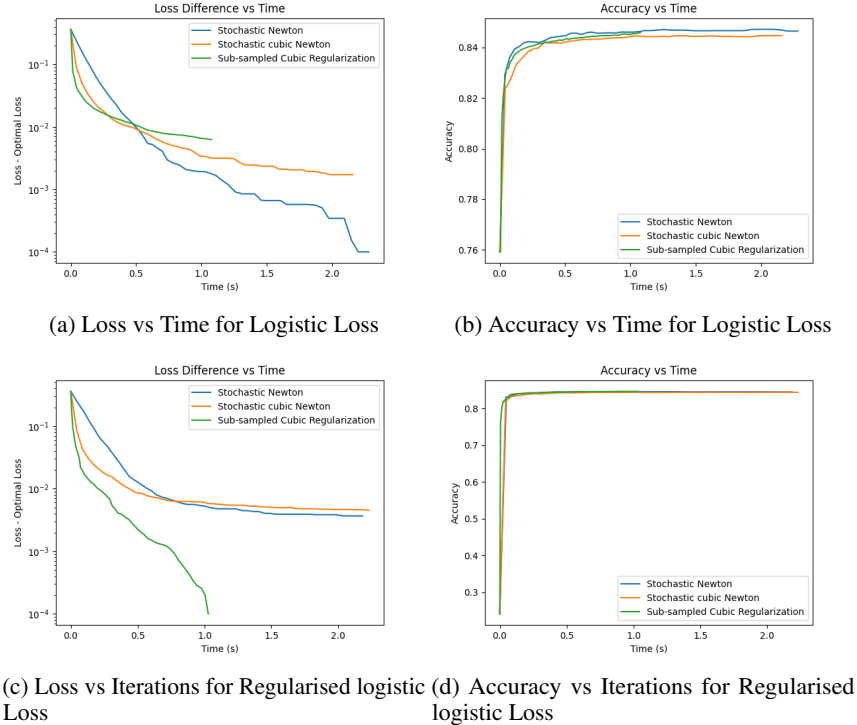 Loss Difference vs Time
Stochastic Newton
Stochastic cubic Newton
Sub-sampled Cubic Regularization
Loss - Optimal Loss
10⁻¹
10⁻²
10⁻³
10⁻⁴
0.0 0.5 1.0 1.5 2.0
Time (s)
(a) Loss vs Time for Logistic Loss
Accuracy vs Time
Accuracy
0.84
0.82
0.80
0.78
0.76
Stochastic Newton
Stochastic cubic Newton
Sub-sampled Cubic Regularization
0.0 0.5 1.0 1.5 2.0
Time (s)
(b) Accuracy vs Time for Logistic Loss
Loss Difference vs Time
Stochastic Newton
Stochastic cubic Newton
Sub-sampled Cubic Regularization
Loss - Optimal Loss
10⁻¹
10⁻²
10⁻³
10⁻⁴
0.0 0.5 1.0 1.5 2.0
Time (s)
(c) Loss vs Iterations for Regularised logistic
Loss
Accuracy vs Time
Accuracy
0.8
0.7
0.6
0.5
0.4
0.3
Stochastic Newton
Stochastic cubic Newton
Sub-sampled Cubic Regularization
0.0 0.5 1.0 1.5 2.0
Time (s)
(d) Accuracy vs Iterations for Regularised
logistic Loss